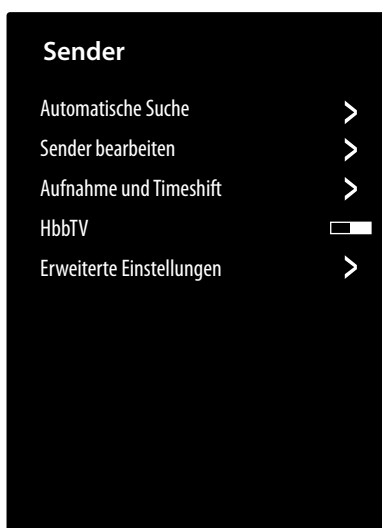 Sender
Automatische Suche
Sender bearbeiten
Aufnahme und Timeshift
HbbTV
Erweiterte Einstellungen